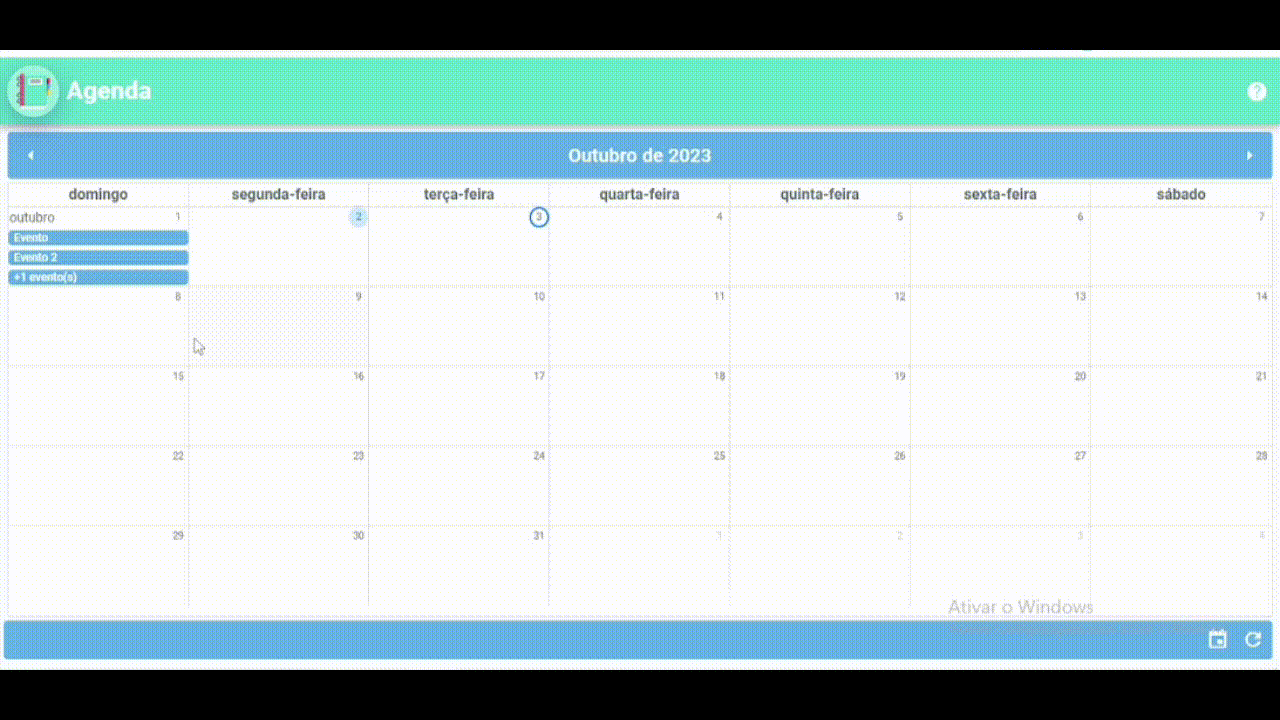 Agenda
?
Outubro de 2023
domingo segunda-feira terça-feira quarta-feira quinta-feira sexta-feira sábado
outubro 1 2 3 4 5 6 7
Evento
Evento 2
+1 evento(s)
8 9 10 11 12 13 14
15 16 17 18 19 20 21
22 23 24 25 26 27 28
29 30 31 1 2 3 4
Ativar o Windows